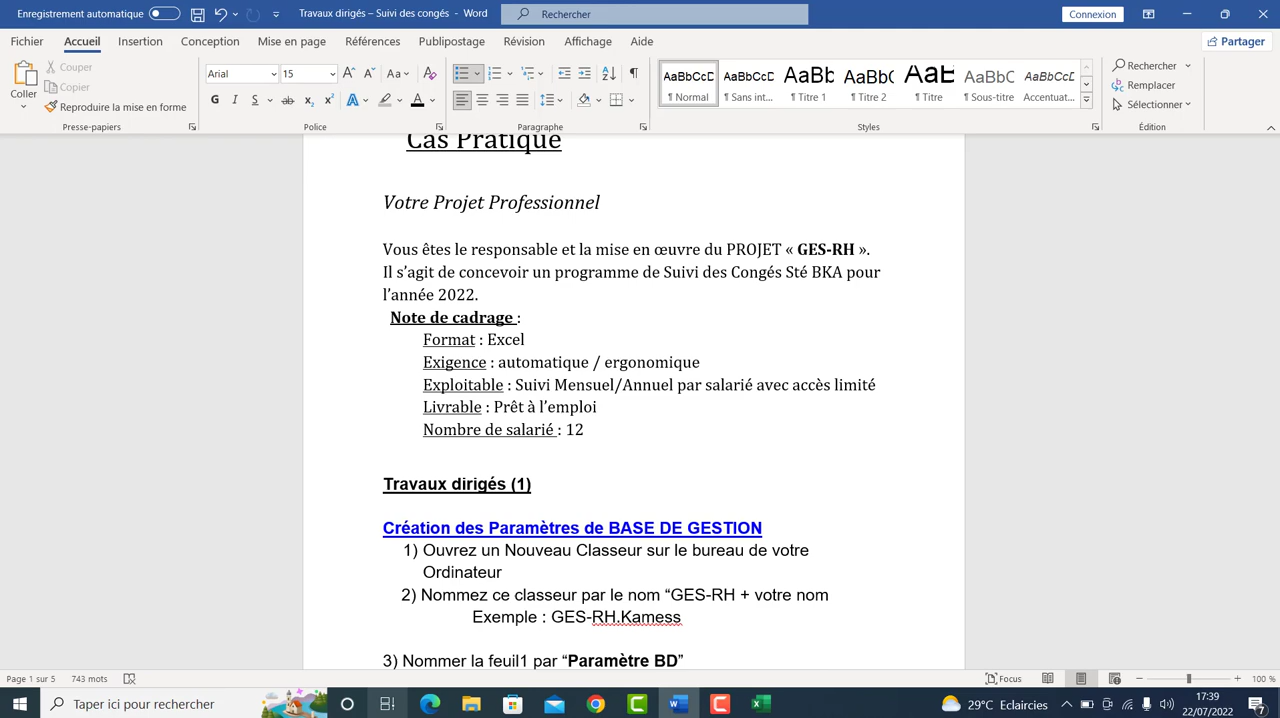 Enregistrement automatique
Travaux dirigés – Suivi des Congés - Word
Rechercher
Connexion
Fichier Accueil Insertion Conception Mise en page Références Publipostage Révision Affichage Aide
Partager
Coller
Couper
Copier
Reproduire la mise en forme
Presse-papiers
Arial 15
Aa
G I S ab x₂ x²
Police
Paragraphe
AaBbCcD AaBbCcD AaBb AaBbC AaB AaBbCcD AaBbCcD
¶ Normal ¶ Sans int... ¶ Titre 1 ¶ Titre 2 ¶ Titre ¶ Sous-titre Accentuat...
Styles
Rechercher
Remplacer
Sélectionner
Édition
Cas Pratique
Votre Projet Professionnel
Vous êtes le responsable et la mise en œuvre du PROJET « GES-RH ».
Il s’agit de concevoir un programme de Suivi des Congés Sté BKA pour
l’année 2022.
Note de cadrage :
Format : Excel
Exigence : automatique / ergonomique
Exploitable : Suivi Mensuel/Annuel par salarié avec accès limité
Livrable : Prêt à l’emploi
Nombre de salarié : 12
Travaux dirigés (1)
Création des Paramètres de BASE DE GESTION
1) Ouvrez un Nouveau Classeur sur le bureau de votre
Ordinateur
2) Nommez ce classeur par le nom “GES-RH + votre nom
Exemple : GES-RH.Kamess
3) Nommer la feuil1 par “Paramètre BD”
Page 1 sur 5 743 mots
Focus
100 %
Taper ici pour rechercher
29°C Eclaircies
17:39
22/07/2022
7